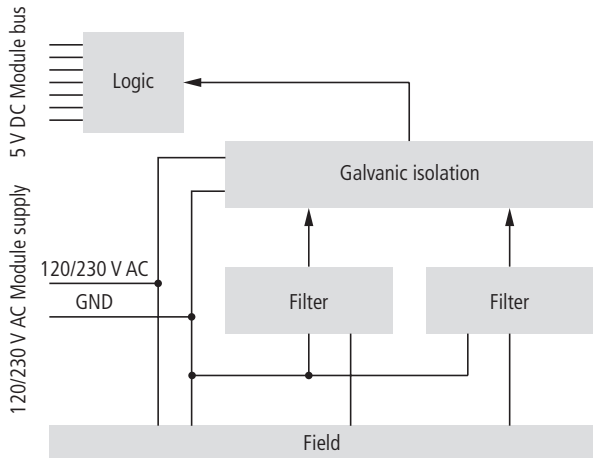 5 V DC Module bus
Logic
Galvanic isolation
120/230 V AC Module supply
120/230 V AC
GND
Filter
Filter
Field